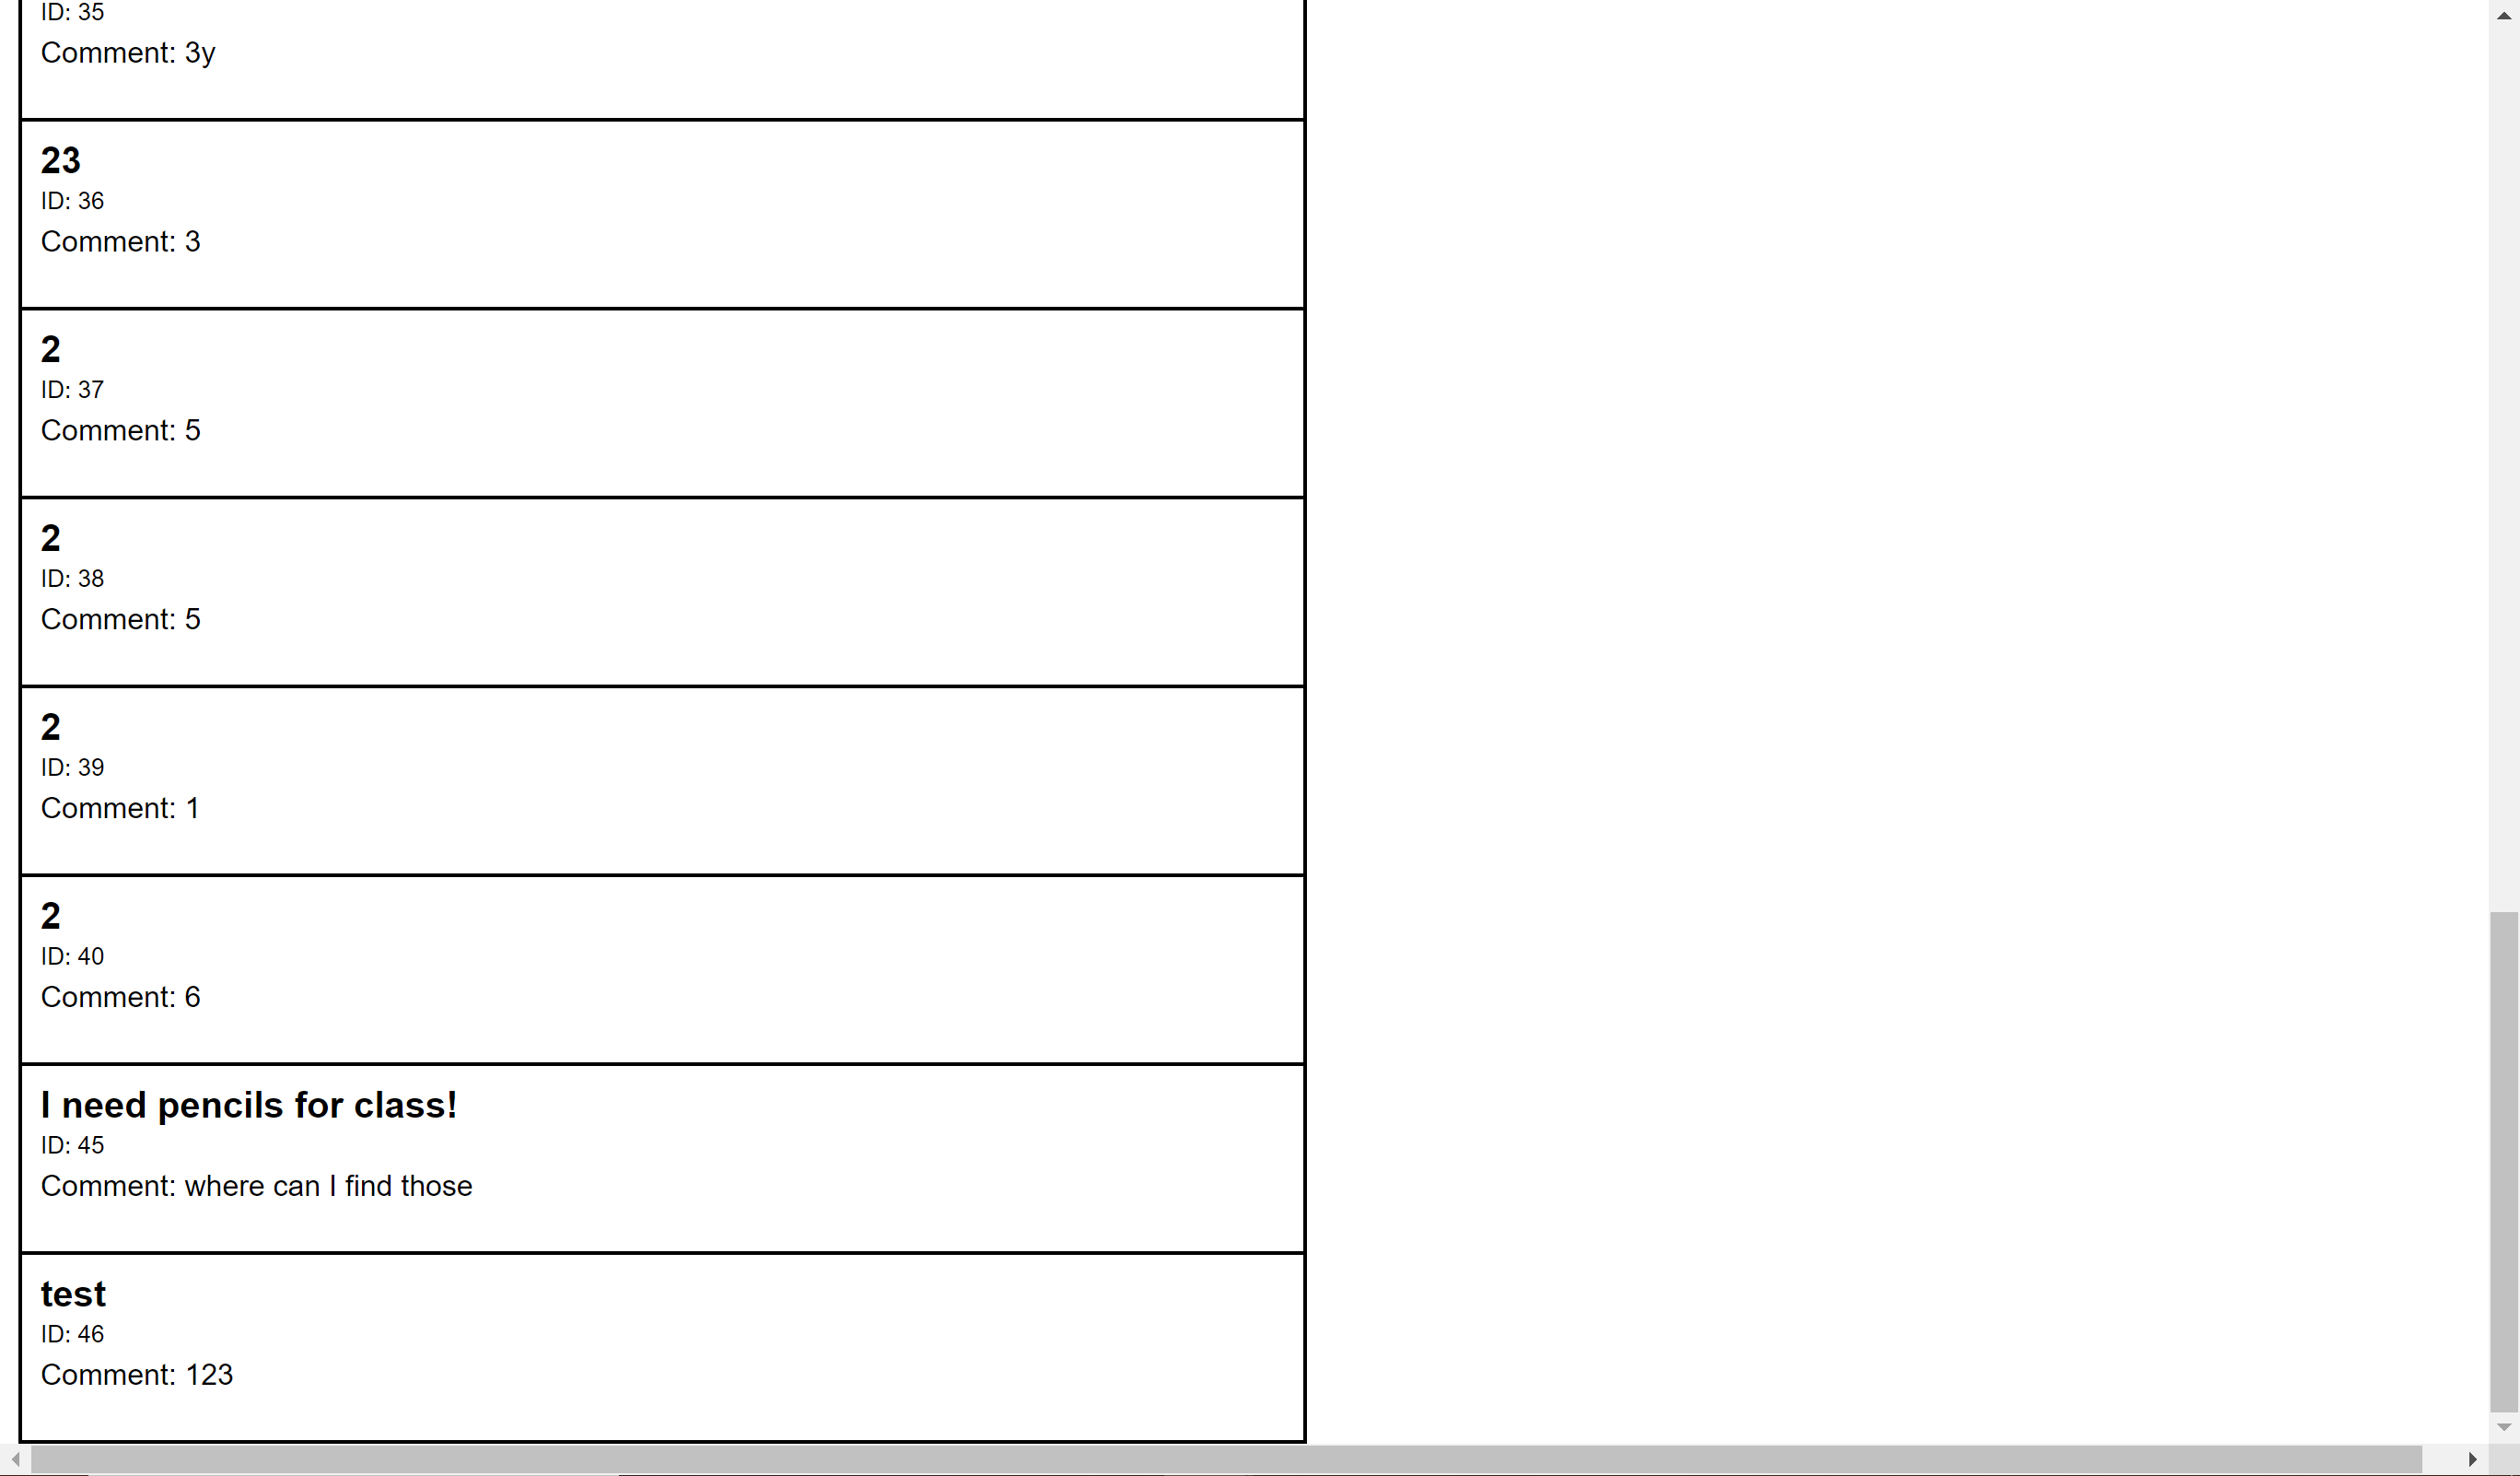 ID: 35
Comment: 3y
23
ID: 36
Comment: 3
2
ID: 37
Comment: 5
2
ID: 38
Comment: 5
2
ID: 39
Comment: 1
2
ID: 40
Comment: 6
I need pencils for class!
ID: 45
Comment: where can I find those
test
ID: 46
Comment: 123